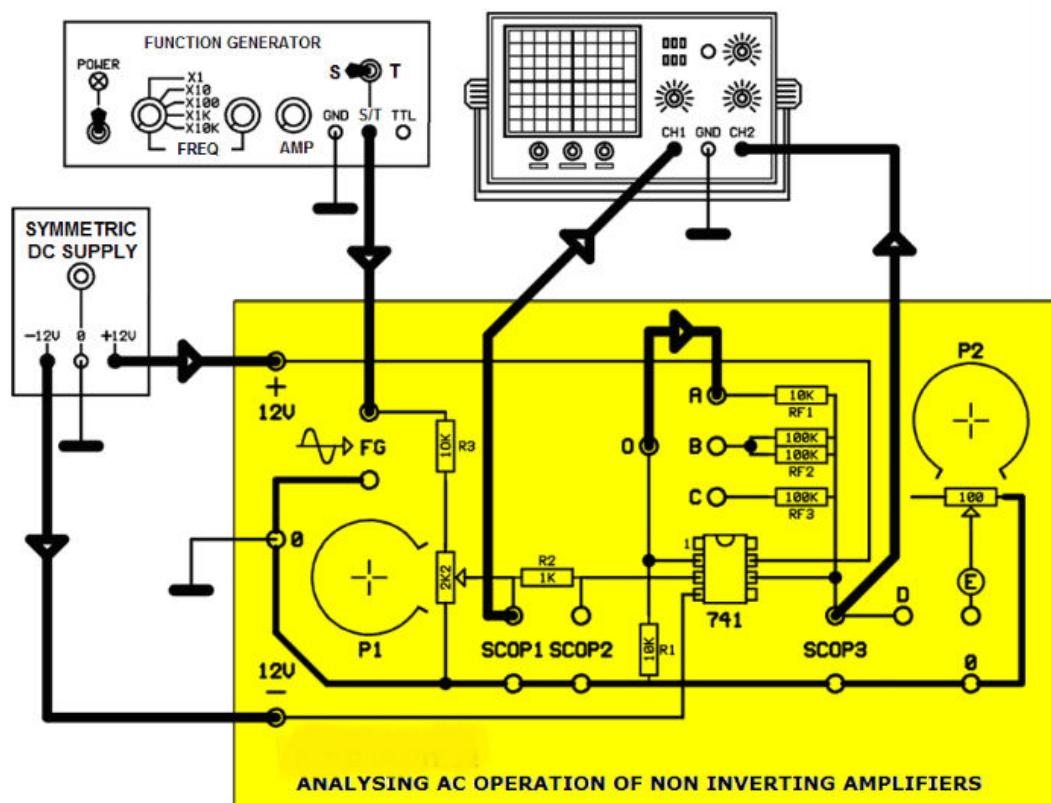 FUNCTION GENERATOR
POWER
S T
X1
X10
X100
X1K
X10K
FREQ
AMP
GND S/T TTL
CH1 GND CH2
SYMMETRIC
DC SUPPLY
-12V 0 +12V
+
12V
FG
10K
R3
0
2K2
P1
12V
-
R2
1K
SCOP1 SCOP2
O
A
B
C
10K
RF1
100K
100K
RF2
100K
RF3
1
741
10K
R1
SCOP3
D
P2
100
E
0
ANALYSING AC OPERATION OF NON INVERTING AMPLIFIERS